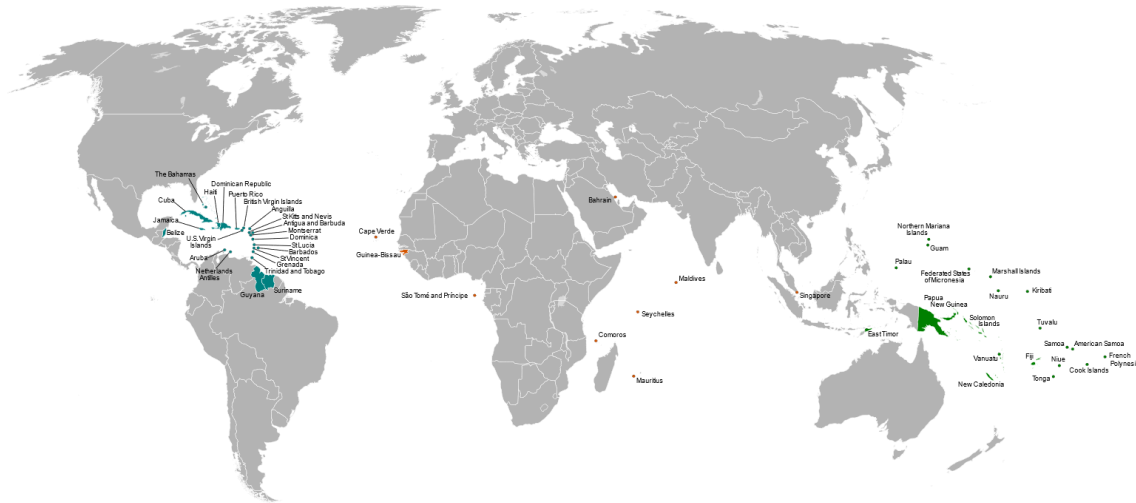 The Bahamas
Dominican Republic
Haiti
Puerto Rico
Cuba
British Virgin Islands
Anguilla
St Kitts and Nevis
Jamaica
Antigua and Barbuda
Belize
Montserrat
U.S. Virgin
Islands
Dominica
St Lucia
Aruba
Barbados
St Vincent
Grenada
Netherlands
Antilles
Trinidad and Tobago
Guyana
Suriname
Cape Verde
Guinea-Bissau
São Tomé and Príncipe
Bahrain
Maldives
Seychelles
Comoros
Mauritius
Singapore
Northern Mariana
Islands
Guam
Palau
Federated States
of Micronesia
Marshall Islands
Nauru
Kiribati
Papua
New Guinea
Solomon
Islands
East Timor
Tuvalu
Samoa
American Samoa
Vanuatu
Fiji
Niue
French
Polynesi
Cook Islands
Tonga
New Caledonia